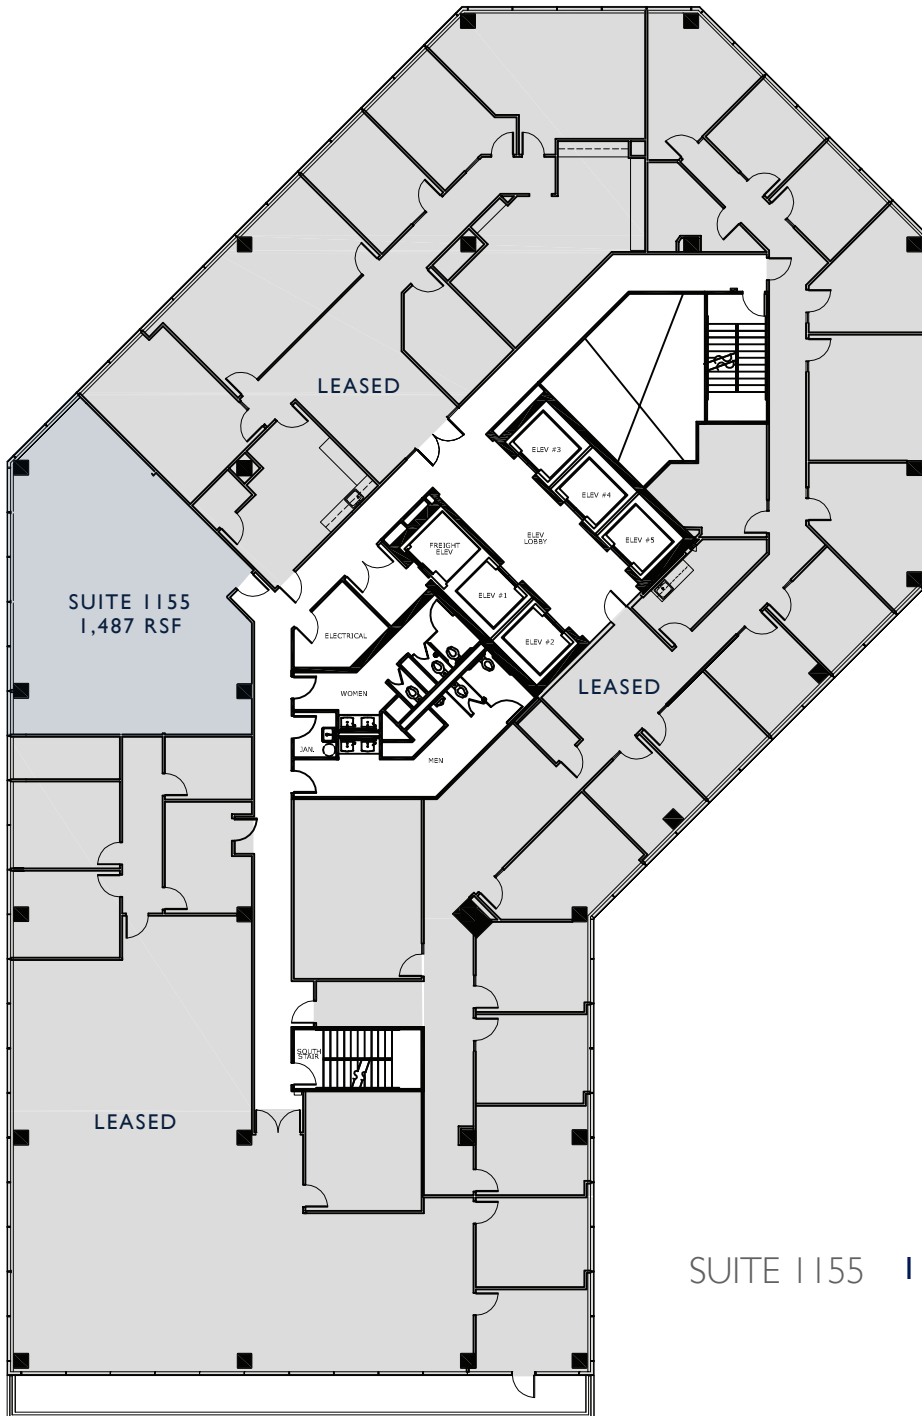 LEASED
ELEV #3
ELEV #4
ELEV
LOBBY
ELEV #5
FREIGHT
ELEV
ELEV #1
SUITE 1155
1,487 RSF
ELECTRICAL
ELEV #2
LEASED
WOMEN
JAN.
MEN
SOUTH
STAIR
LEASED
SUITE 1155